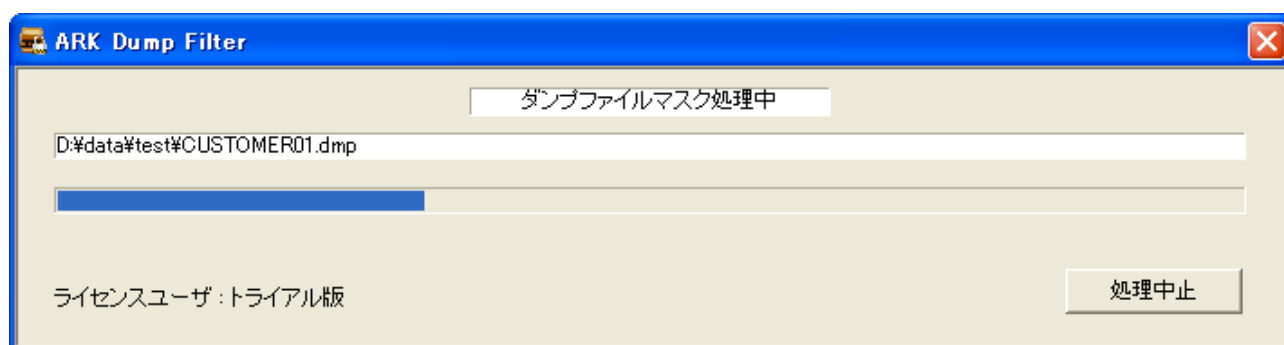 ARK Dump Filter
ダンプファイルマスク処理中
D:¥data¥test¥CUSTOMER01.dmp
ライセンスユーザ:トライアル版
処理中止